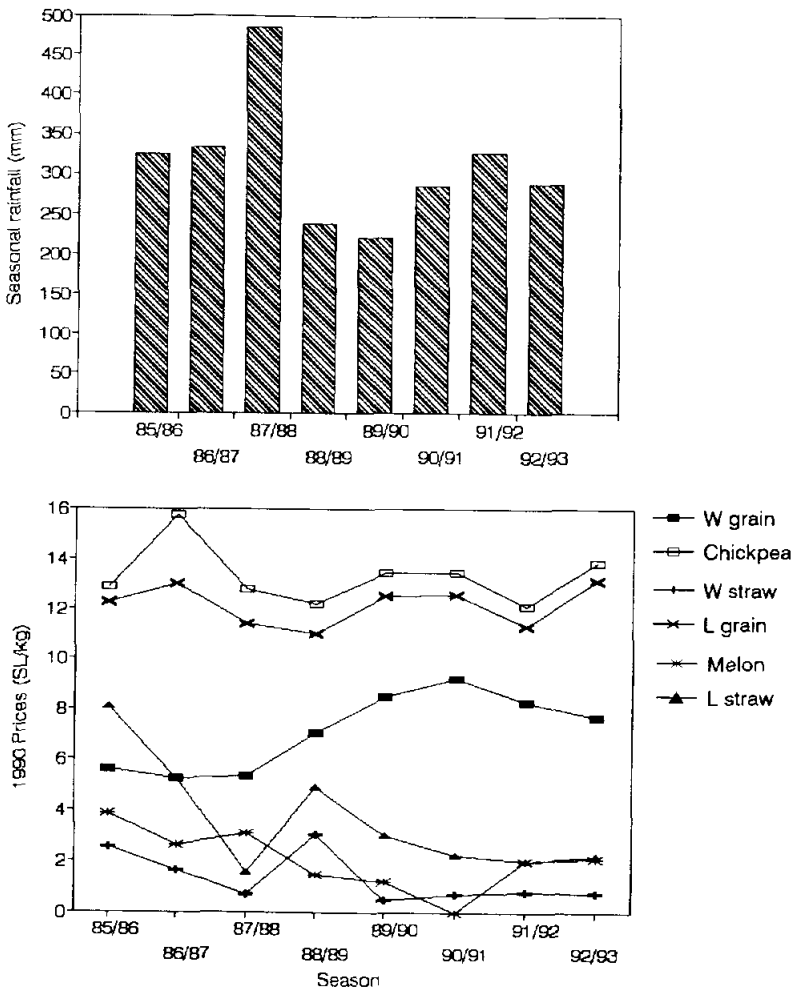 500
450
400
350
300
250
200
150
100
50
0
Seasonal rainfall (mm)
85/86 87/88 89/90 91/92
86/87 88/89 90/91 92/93
16
14
12
10
8
6
4
2
0
1990 Prices (SL/kg)
85/86 87/88 89/90 91/92
86/87 88/89 90/91 92/93
Season
W grain
Chickpea
W straw
L grain
Melon
L straw